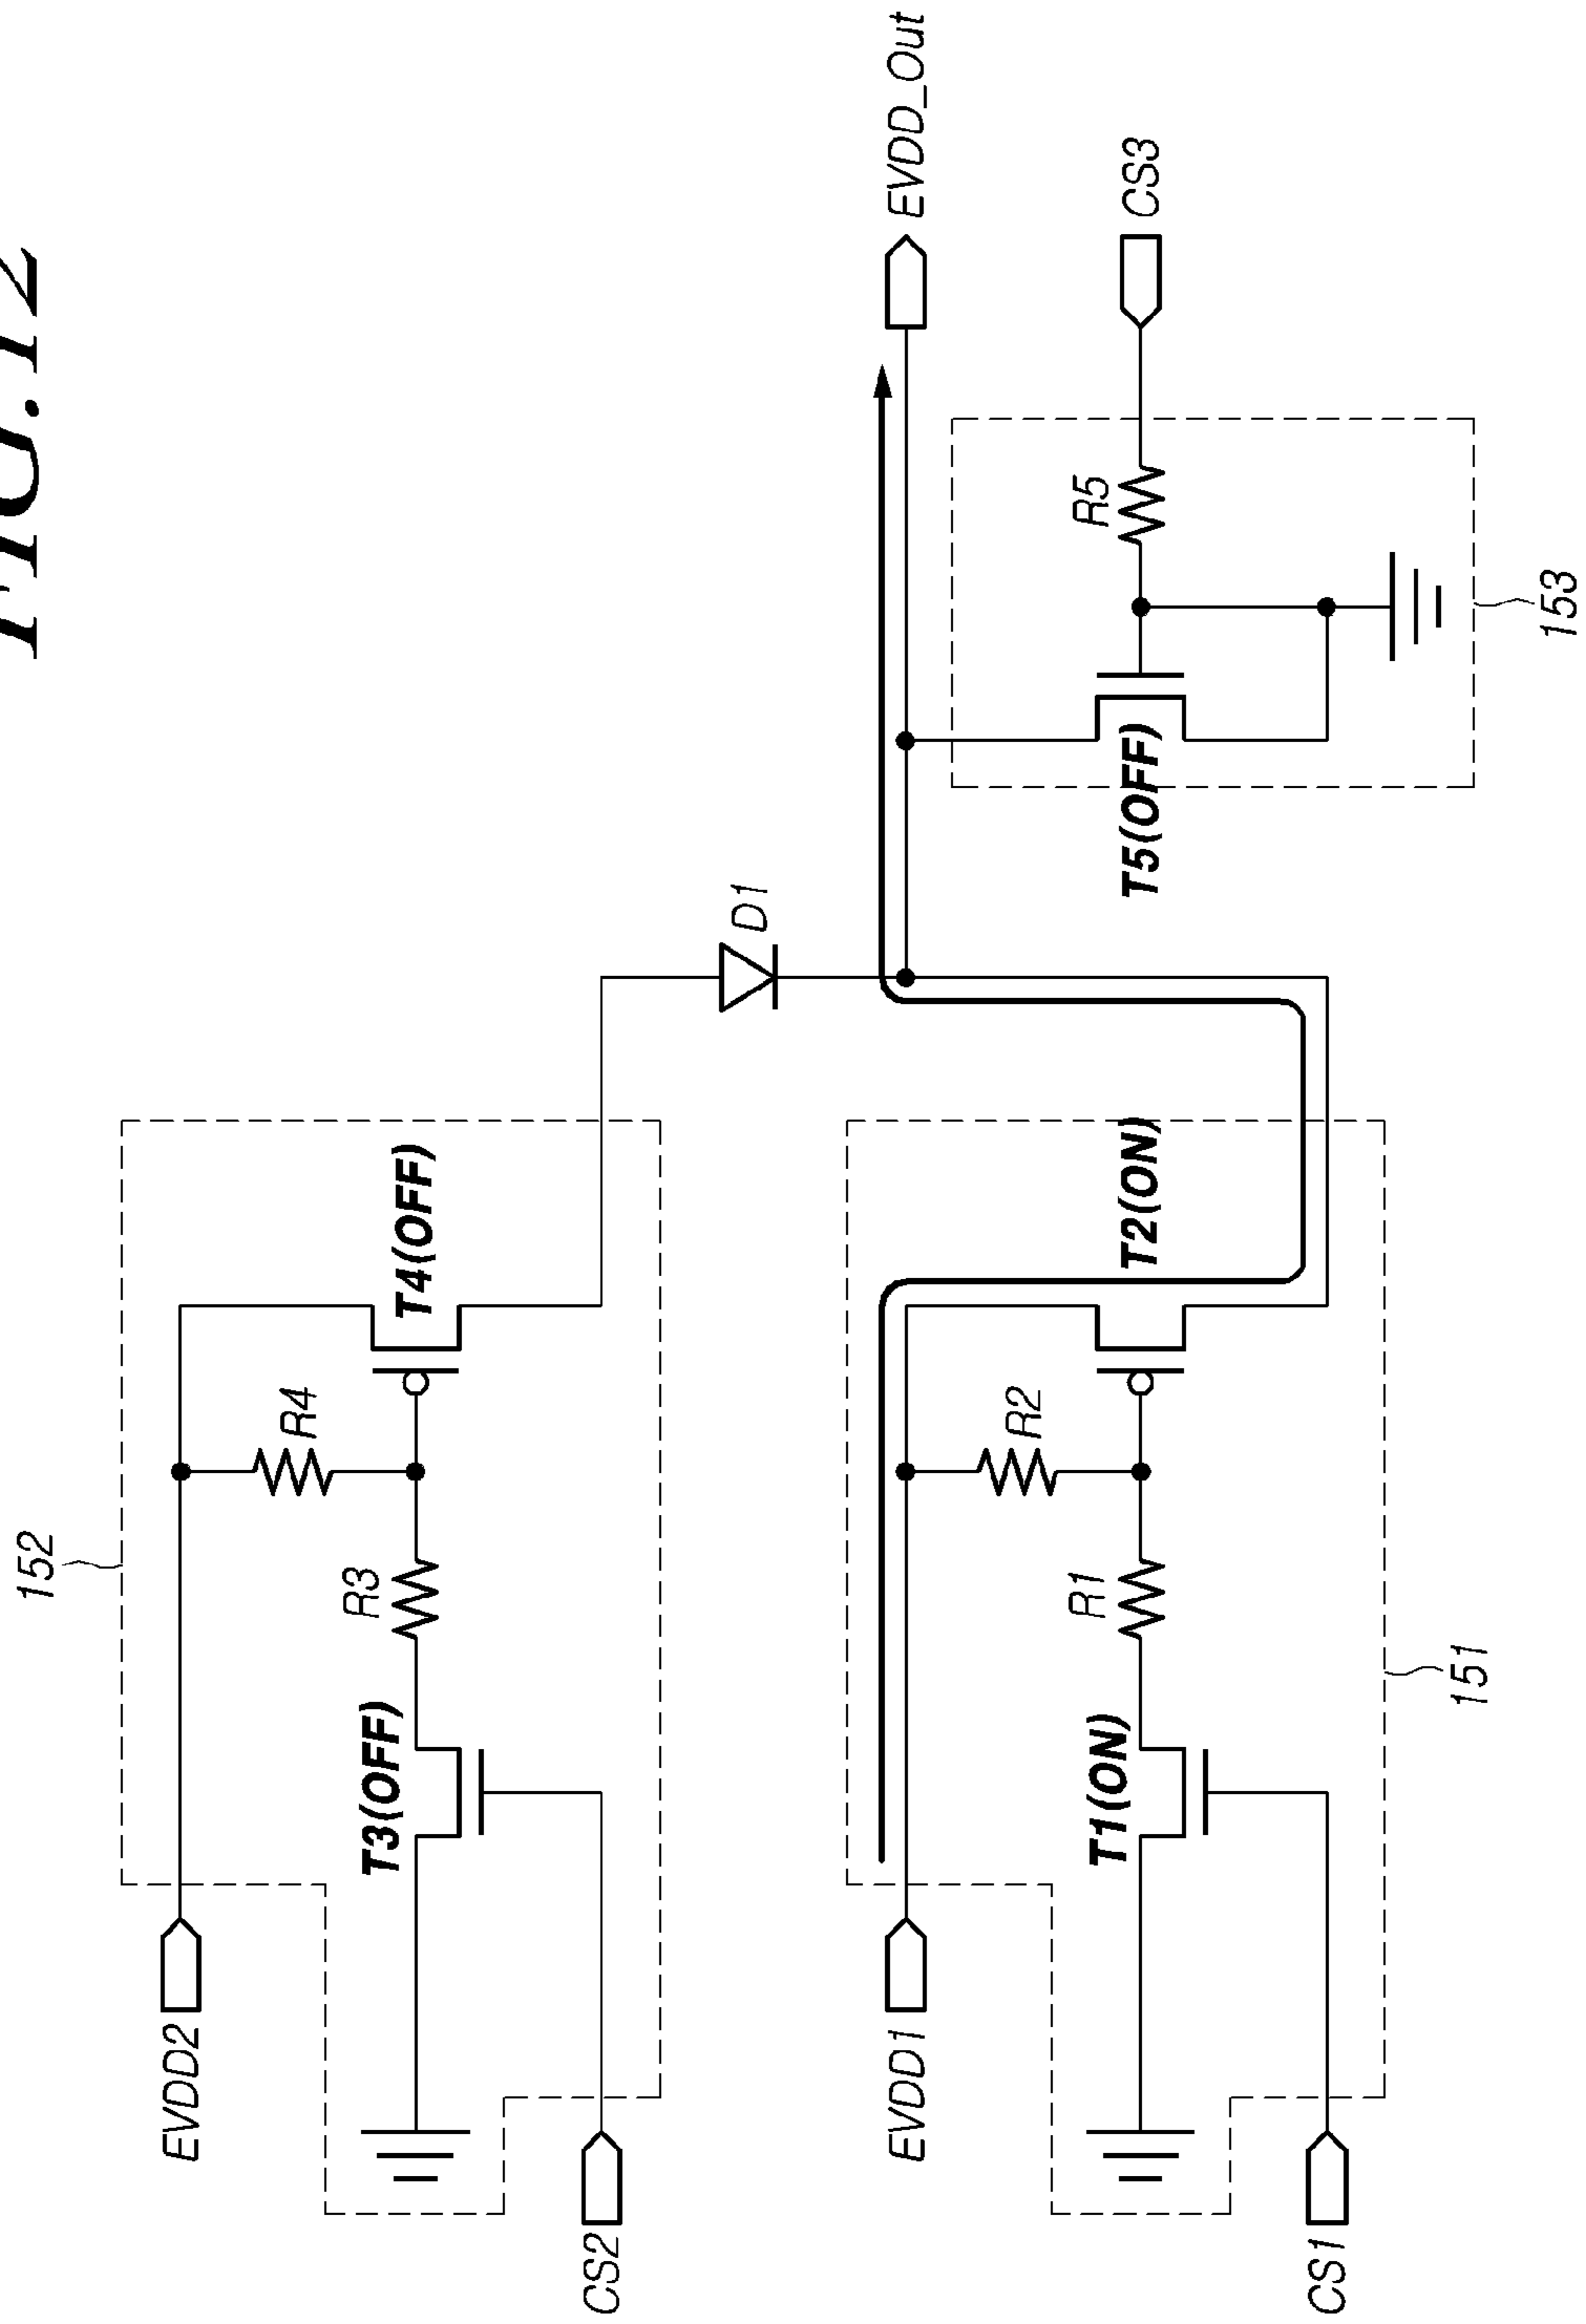 FIG.12
152
EVDD2
R4
T4(OFF)
R3
T3(OFF)
CS2
D1
EVDD_Out
EVDD1
R2
T2(ON)
R1
T1(ON)
CS1
151
T5(OFF)
R5
CS3
153